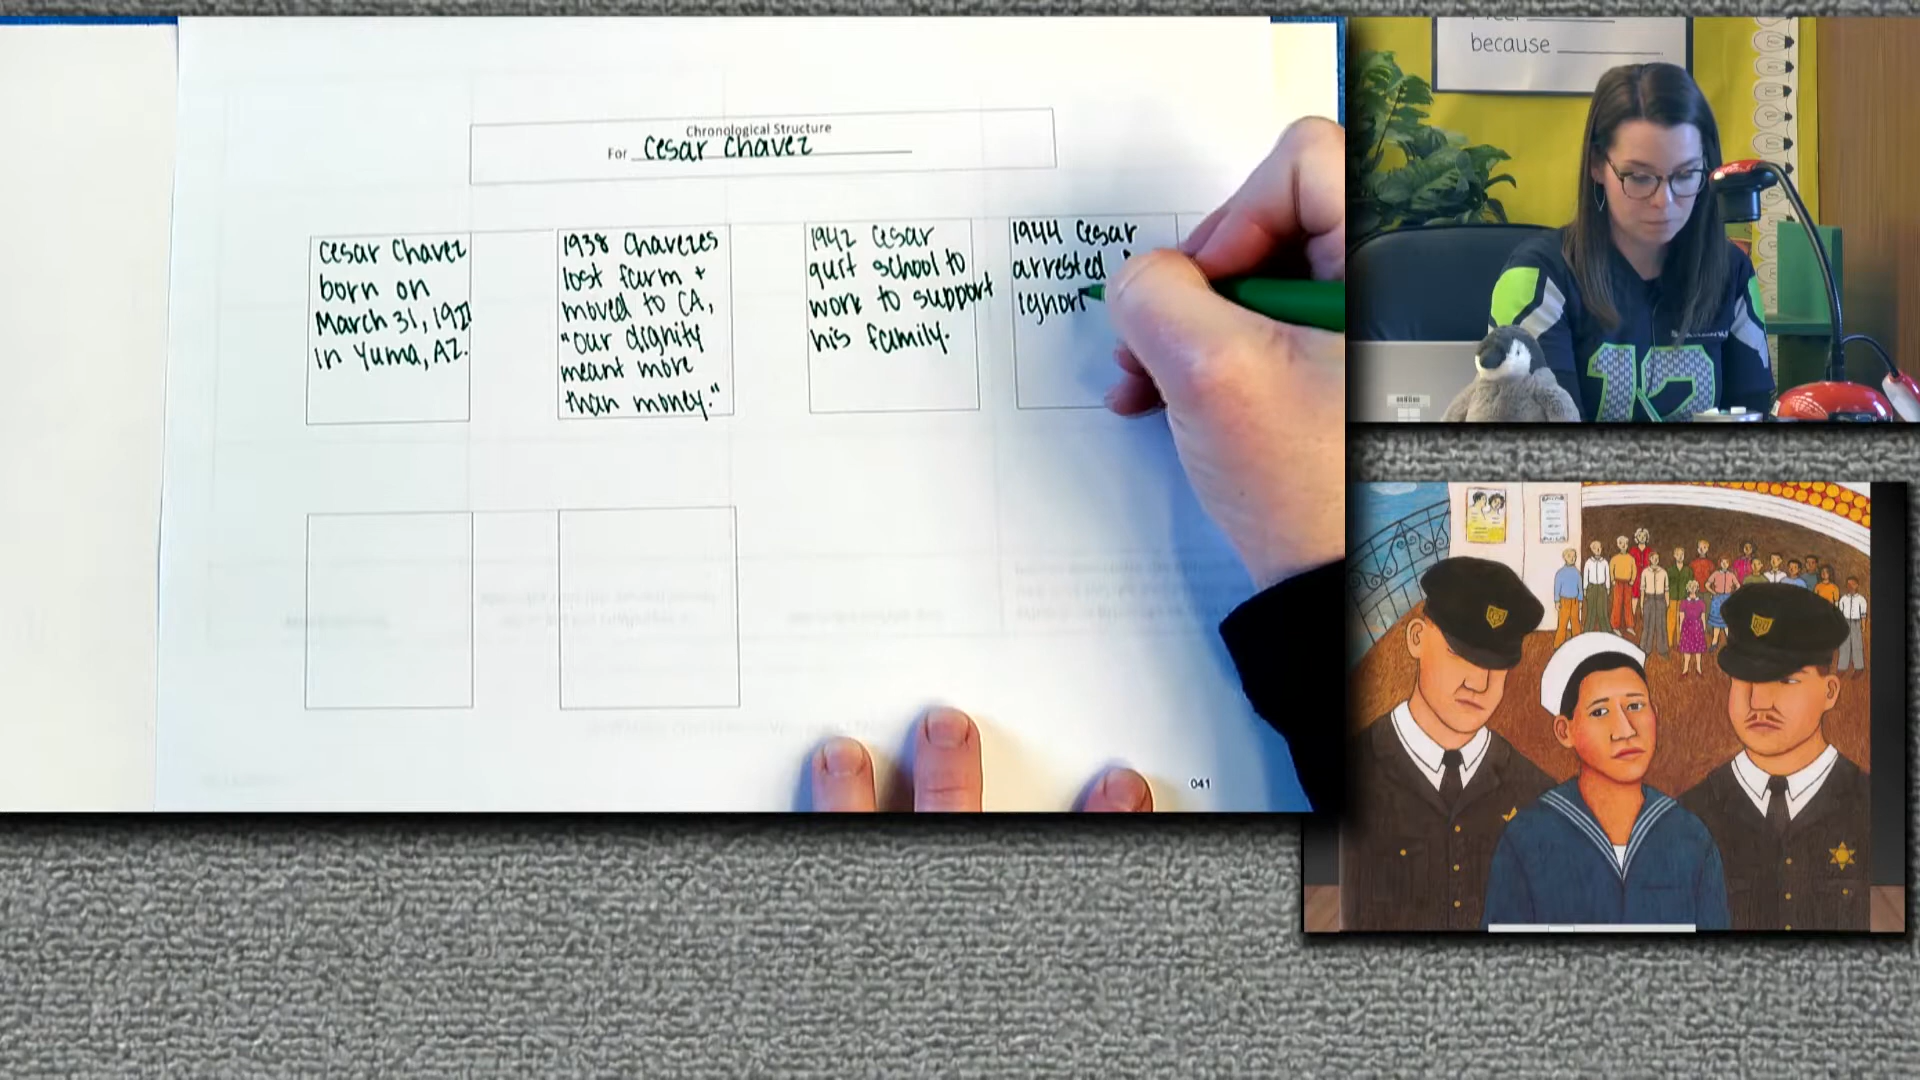 because
Chronological Structure
For Cesar Chavez
Cesar Chavez
born on
March 31, 1927
in Yuma, AZ.
1938 Chavezes
lost farm +
moved to CA,
"our dignity
meant more
than money."
1942 Cesar
quit school to
work to support
his family.
1944 Cesar
arrested
ignor
12
041